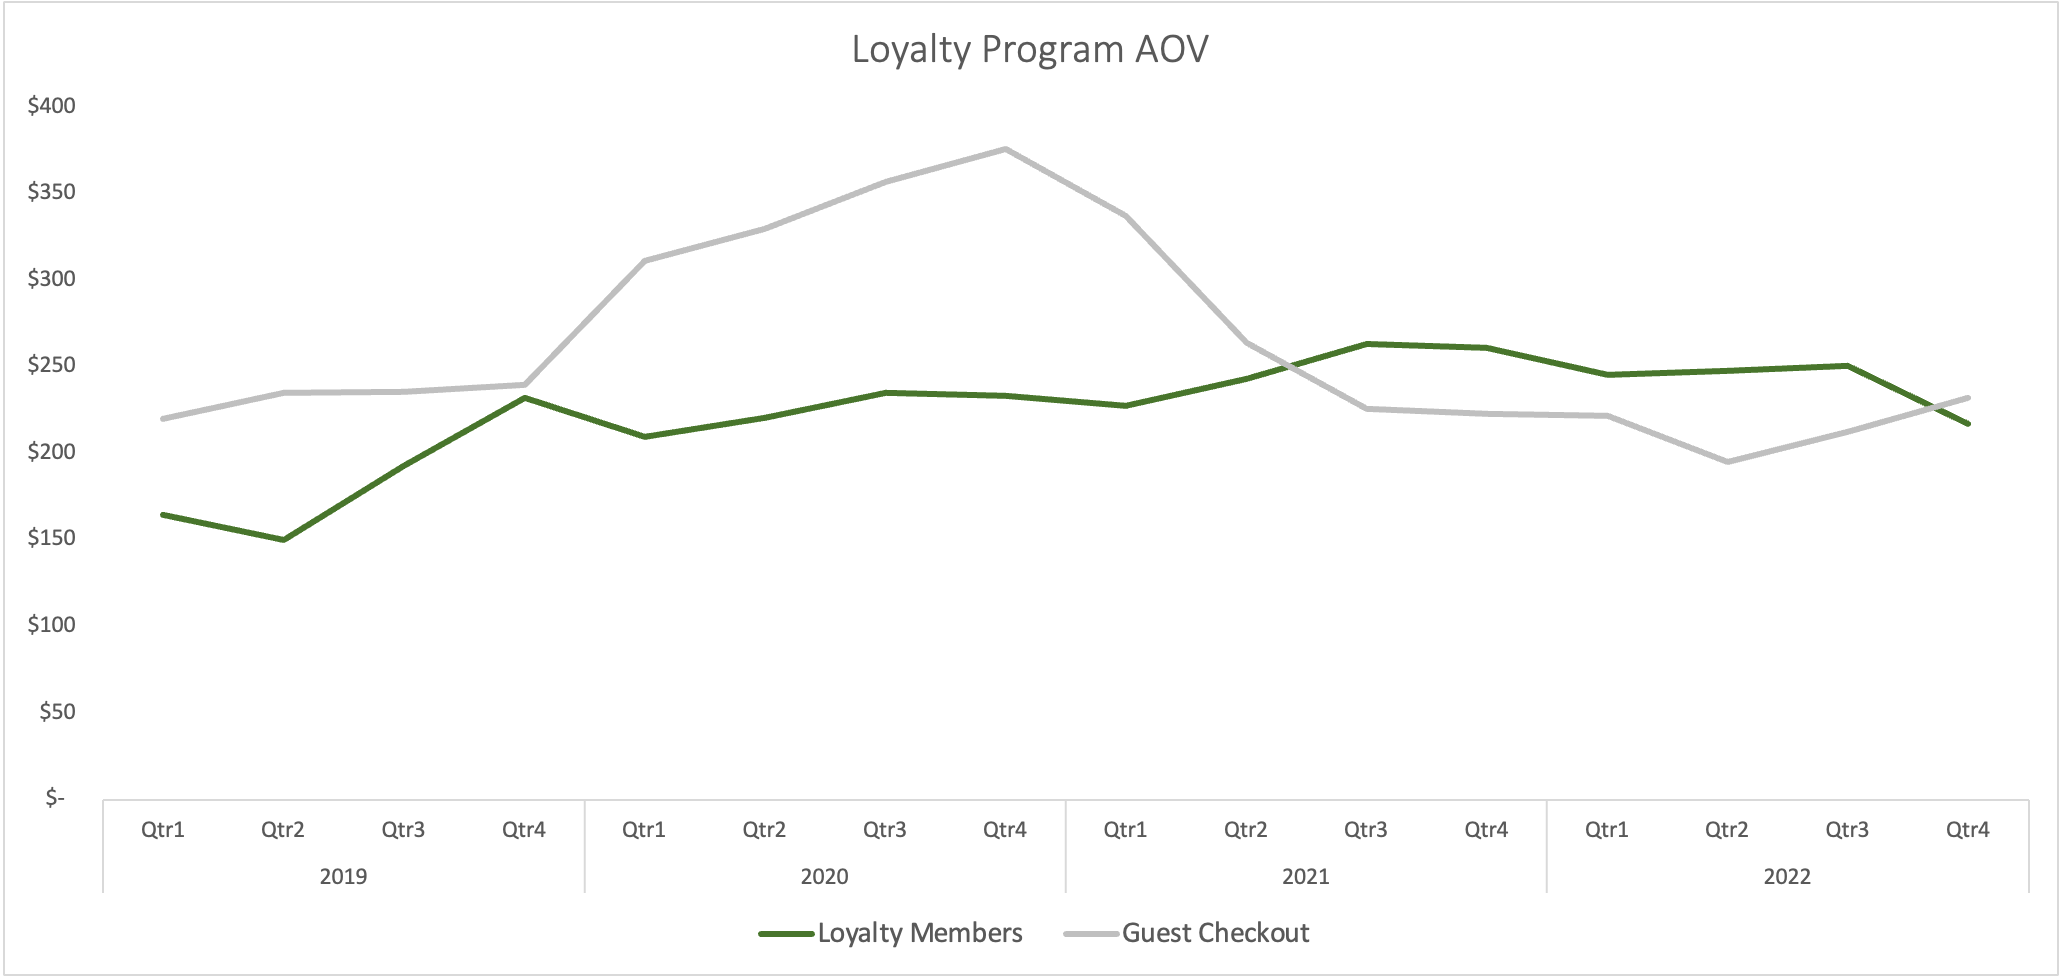 Loyalty Program AOV
$400
$350
$300
$250
$200
$150
$100
$50
$-
Qtr1 Qtr2 Qtr3 Qtr4 Qtr1 Qtr2 Qtr3 Qtr4 Qtr1 Qtr2 Qtr3 Qtr4 Qtr1 Qtr2 Qtr3 Qtr4
2019 2020 2021 2022
Loyalty Members Guest Checkout